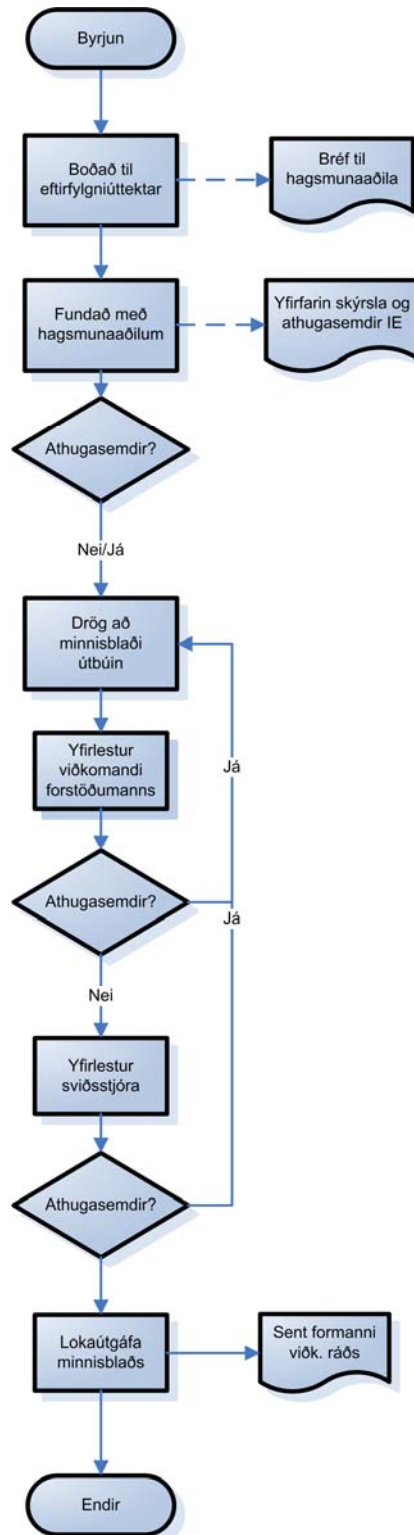 Byrjun
Boðað til
eftirfylgniúttektar
Bréf til
hagsmunaaðila
Fundað með
hagsmunaaðilum
Yfirfarin skýrsla og
athugasemdir IE
Athugasemdir?
Nei/Já
Drög að
minnisblaði
útbúin
Yfirlestur
viðkomandi
forstöðumanns
Já
Athugasemdir?
Já
Nei
Yfirlestur
sviðsstjóra
Athugasemdir?
Lokaútgáfa
minnisblaðs
Sent formanni
viðk. ráðs
Endir